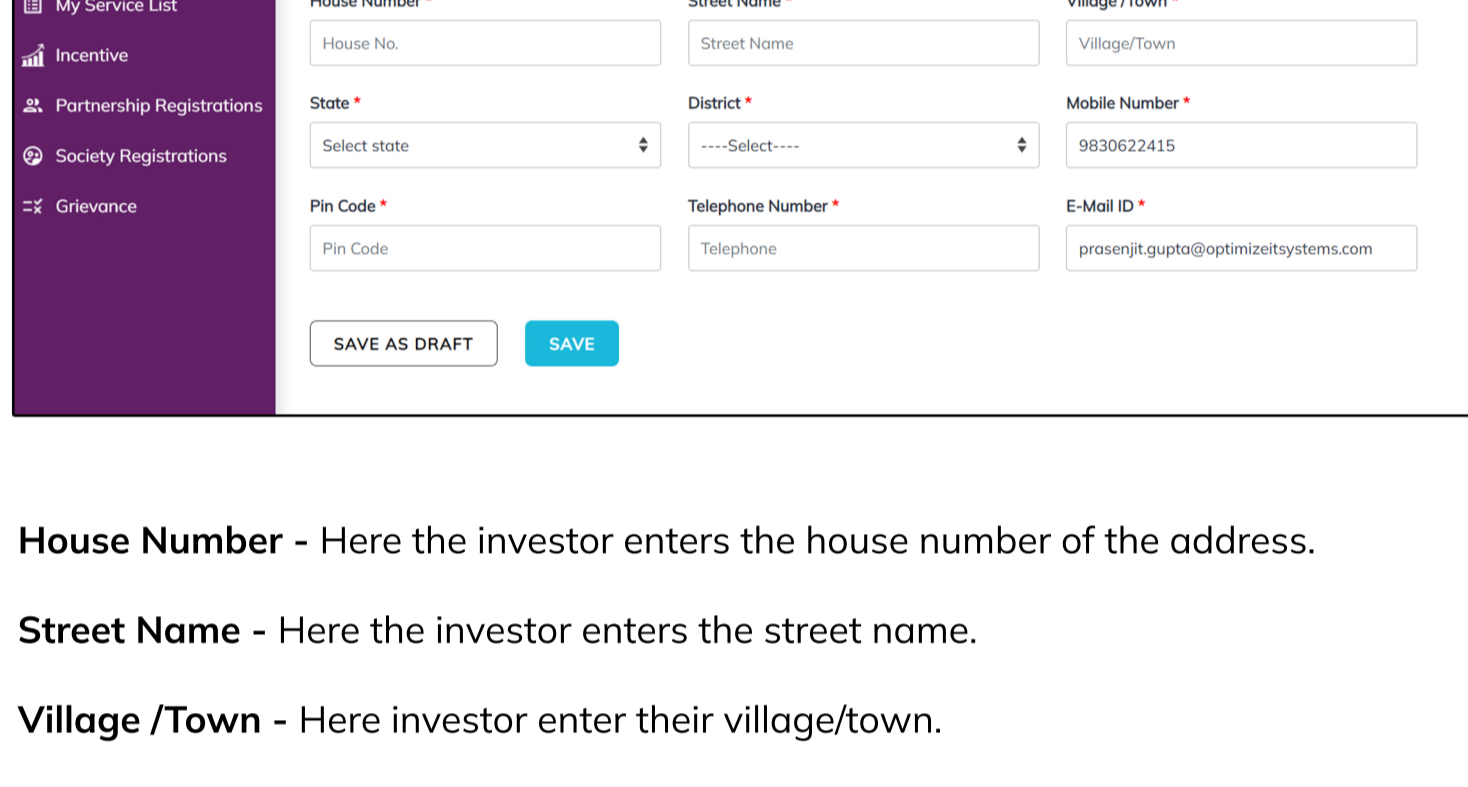 My Service List
House Number *
Street Name *
Village /Town *
Incentive
House No.
Street Name
Village/Town
Partnership Registrations
State *
District *
Mobile Number *
Society Registrations
Select state
----Select----
9830622415
Grievance
Pin Code *
Telephone Number *
E-Mail ID *
Pin Code
Telephone
prasenjit.gupta@optimizeitsystems.com
SAVE AS DRAFT
SAVE
House Number - Here the investor enters the house number of the address.
Street Name - Here the investor enters the street name.
Village /Town - Here investor enter their village/town.